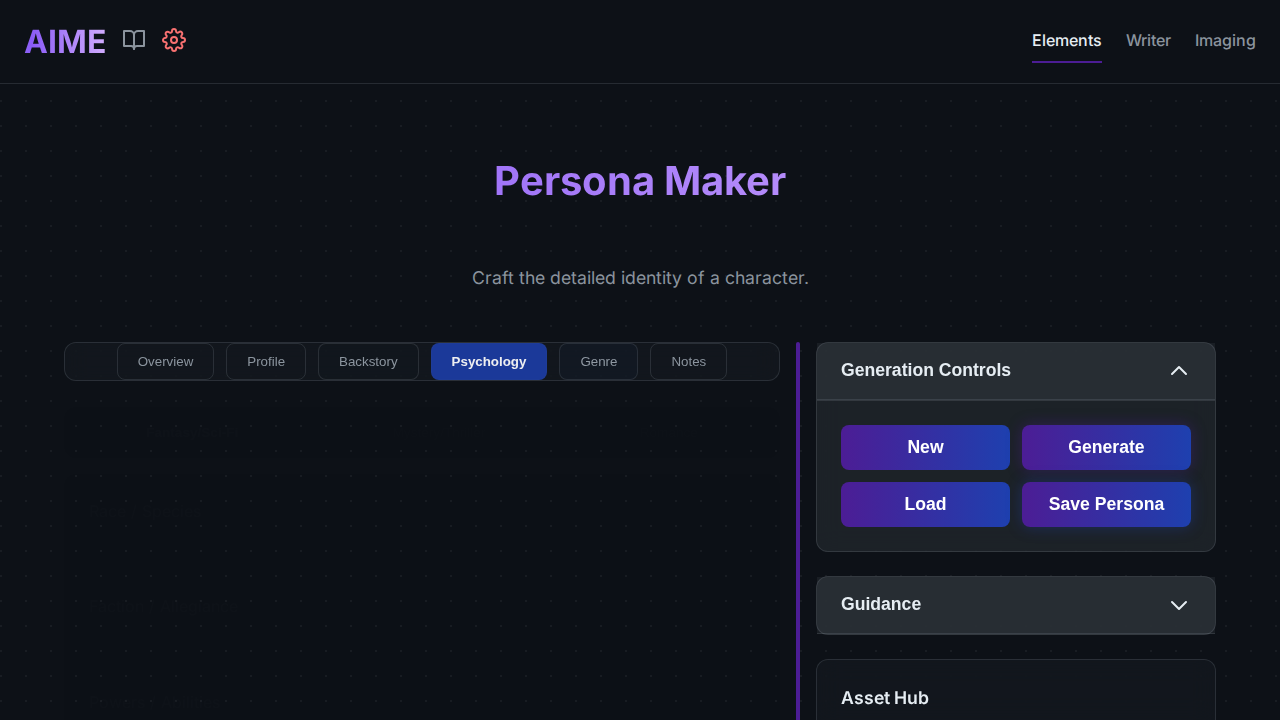 AIME
Elements
Writer
Imaging
Persona Maker
Craft the detailed identity of a character.
Overview
Profile
Backstory
Psychology
Genre
Notes
Generation Controls
New
Generate
Load
Save Persona
Guidance
Asset Hub